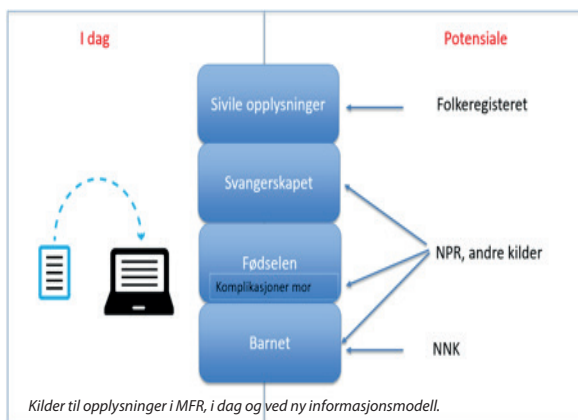 I dag
Potensiale
Sivile opplysninger
Folkeregisteret
Svangerskapet
Fødselen
Komplikasjoner mor
NPR, andre kilder
Barnet
NNK
Kilder til opplysninger i MFR, i dag og ved ny informasjonsmodell.